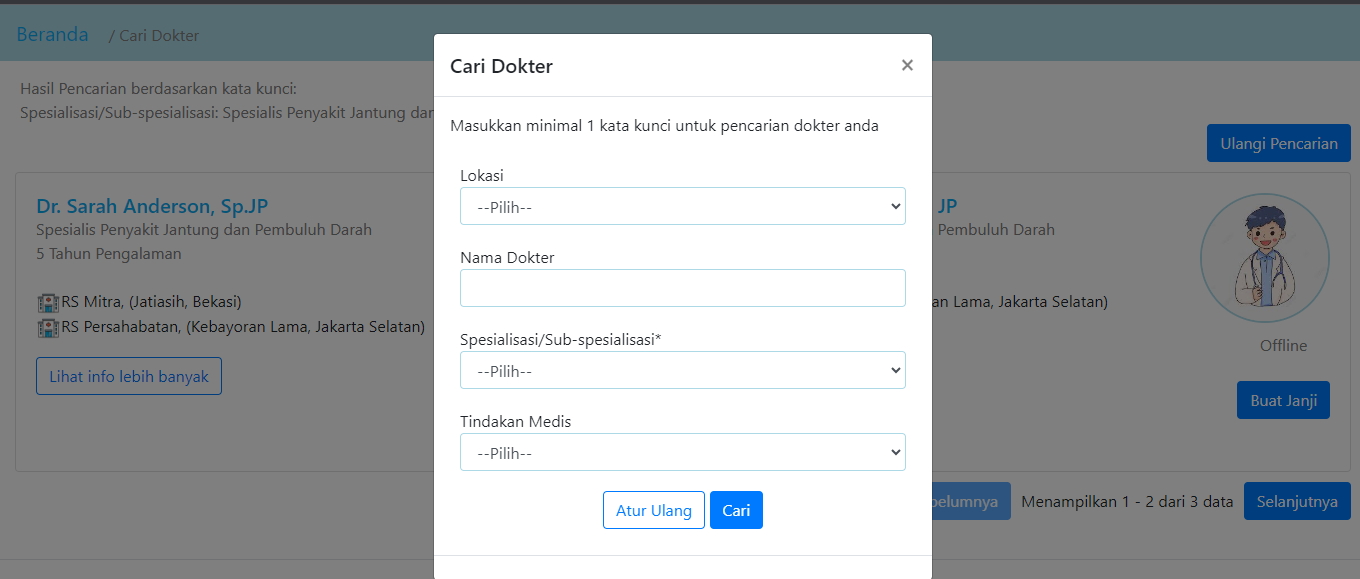 Beranda / Cari Dokter
Hasil Pencarian berdasarkan kata kunci:
Spesialisasi/Sub-spesialisasi: Spesialis Penyakit Jantung dan
Ulangi Pencarian
Dr. Sarah Anderson, Sp.JP
Spesialis Penyakit Jantung dan Pembuluh Darah
5 Tahun Pengalaman
RS Mitra, (Jatiasih, Bekasi)
RS Persahabatan, (Kebayoran Lama, Jakarta Selatan)
Lihat info lebih banyak
Cari Dokter
×
Masukkan minimal 1 kata kunci untuk pencarian dokter anda
Lokasi
--Pilih--
Nama Dokter
Spesialisasi/Sub-spesialisasi*
--Pilih--
Tindakan Medis
--Pilih--
Atur Ulang
Cari
JP
Pembuluh Darah
an Lama, Jakarta Selatan)
Offline
Buat Janji
belumnya
Menampilkan 1 - 2 dari 3 data
Selanjutnya